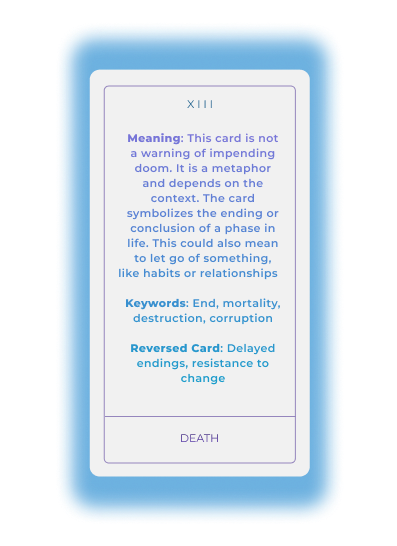 XIII
Meaning: This card is not
a warning of impending
doom. It is a metaphor
and depends on the
context. The card
symbolizes the ending or
conclusion of a phase in
life. This could also mean
to let go of something,
like habits or relationships
Keywords: End, mortality,
destruction, corruption
Reversed Card: Delayed
endings, resistance to
change
DEATH